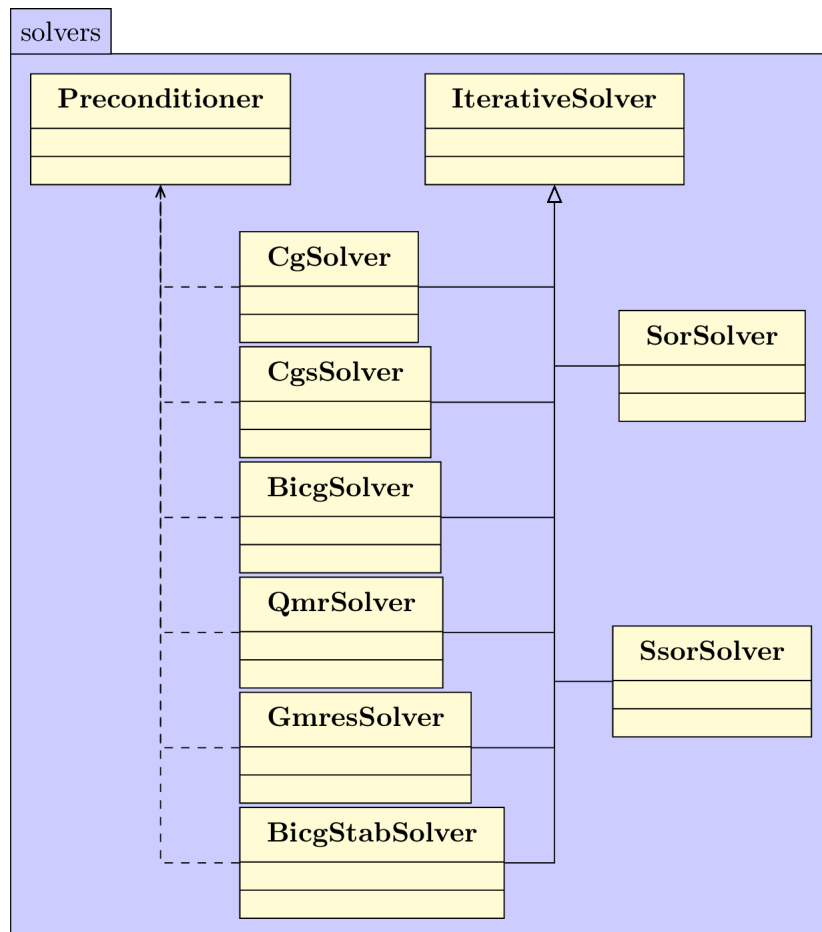 solvers
Preconditioner
IterativeSolver
CgSolver
SorSolver
CgsSolver
BicgSolver
QmrSolver
SsorSolver
GmresSolver
BicgStabSolver